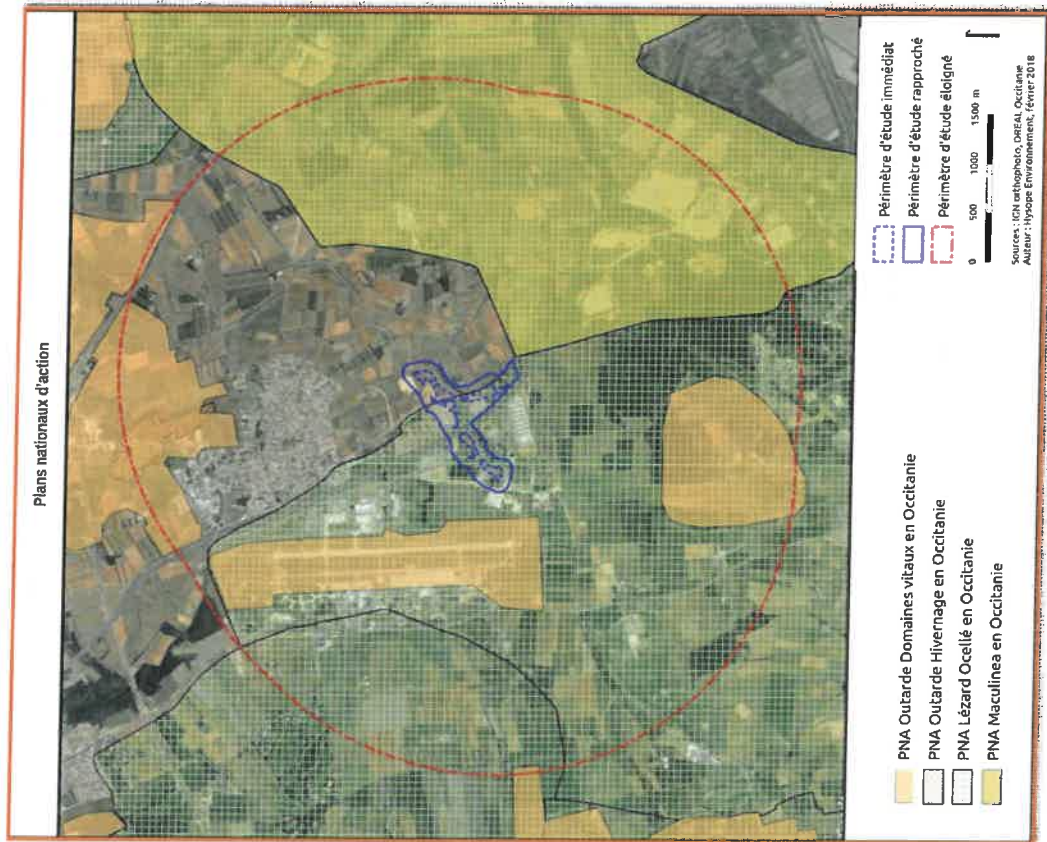 Plans nationaux d'action
PNA Outarde Domaines vitaux en Occitanie
PNA Outarde Hivernage en Occitanie
PNA Lézard Ocellé en Occitanie
PNA Maculinea en Occitanie
Périmètre d'étude immédiat
Périmètre d'étude rapproché
Périmètre d'étude éloigné
0 500 1000 1500 m
Sources : IGN orthophoto, DREAL Occitanie
Auteur : Hysope Environnement, février 2018